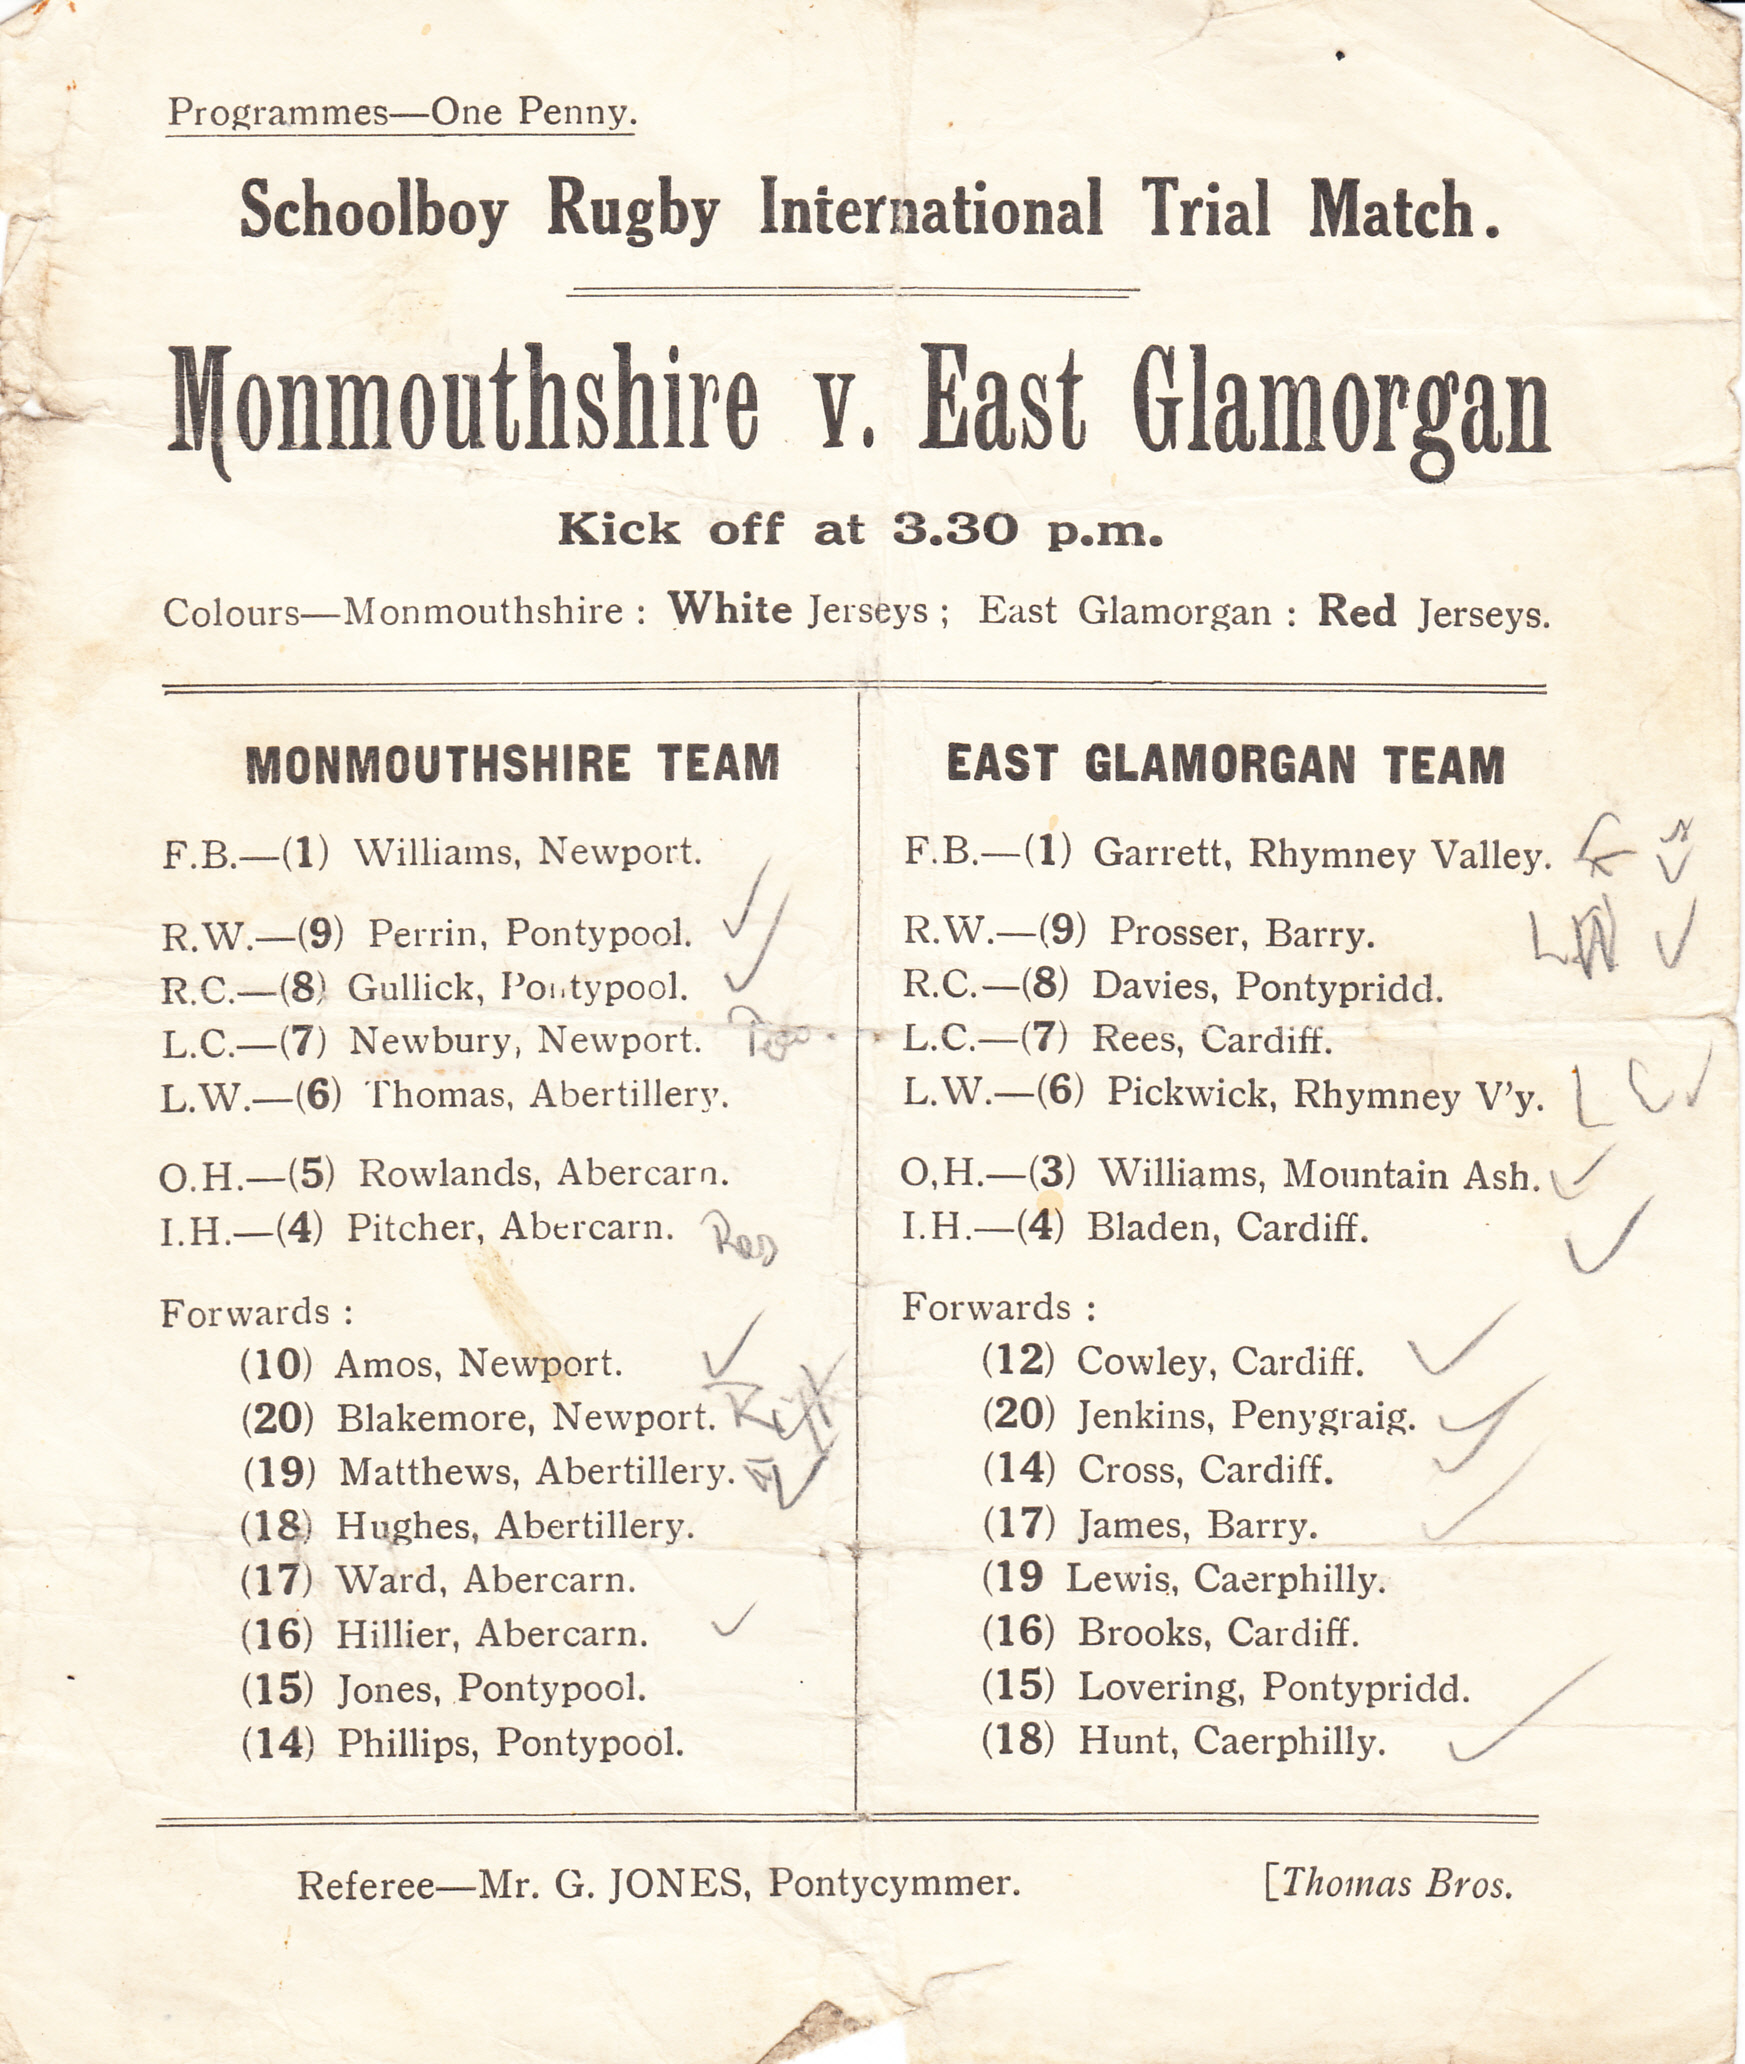 Programmes—One Penny.
Schoolboy Rugby International Trial Match.
Monmouthshire v. East Glamorgan
Kick off at 3.30 p.m.
Colours—Monmouthshire : White Jerseys ; East Glamorgan : Red Jerseys.
MONMOUTHSHIRE TEAM
F.B.—(1) Williams, Newport.
R.W.—(9) Perrin, Pontypool. ✓
R.C.—(8) Gullick, Pontypool. ✓
L.C.—(7) Newbury, Newport.
L.W.—(6) Thomas, Abertillery.
O.H.—(5) Rowlands, Abercarn.
I.H.—(4) Pitcher, Abercarn. Res
Forwards :
(10) Amos, Newport. ✓
(20) Blakemore, Newport.
(19) Matthews, Abertillery. ✓
(18) Hughes, Abertillery.
(17) Ward, Abercarn.
(16) Hillier, Abercarn. ✓
(15) Jones, Pontypool.
(14) Phillips, Pontypool.
EAST GLAMORGAN TEAM
F.B.—(1) Garrett, Rhymney Valley. ✓
R.W.—(9) Prosser, Barry. LW ✓
R.C.—(8) Davies, Pontypridd.
L.C.—(7) Rees, Cardiff.
L.W.—(6) Pickwick, Rhymney V'y. L C ✓
O,H.—(3) Williams, Mountain Ash. ✓
I.H.—(4) Bladen, Cardiff. ✓
Forwards :
(12) Cowley, Cardiff. ✓
(20) Jenkins, Penygraig. ✓
(14) Cross, Cardiff. ✓
(17) James, Barry. ✓
(19 Lewis, Caerphilly.
(16) Brooks, Cardiff.
(15) Lovering, Pontypridd.
(18) Hunt, Caerphilly. ✓
Referee—Mr. G. JONES, Pontycymmer.
[Thomas Bros.